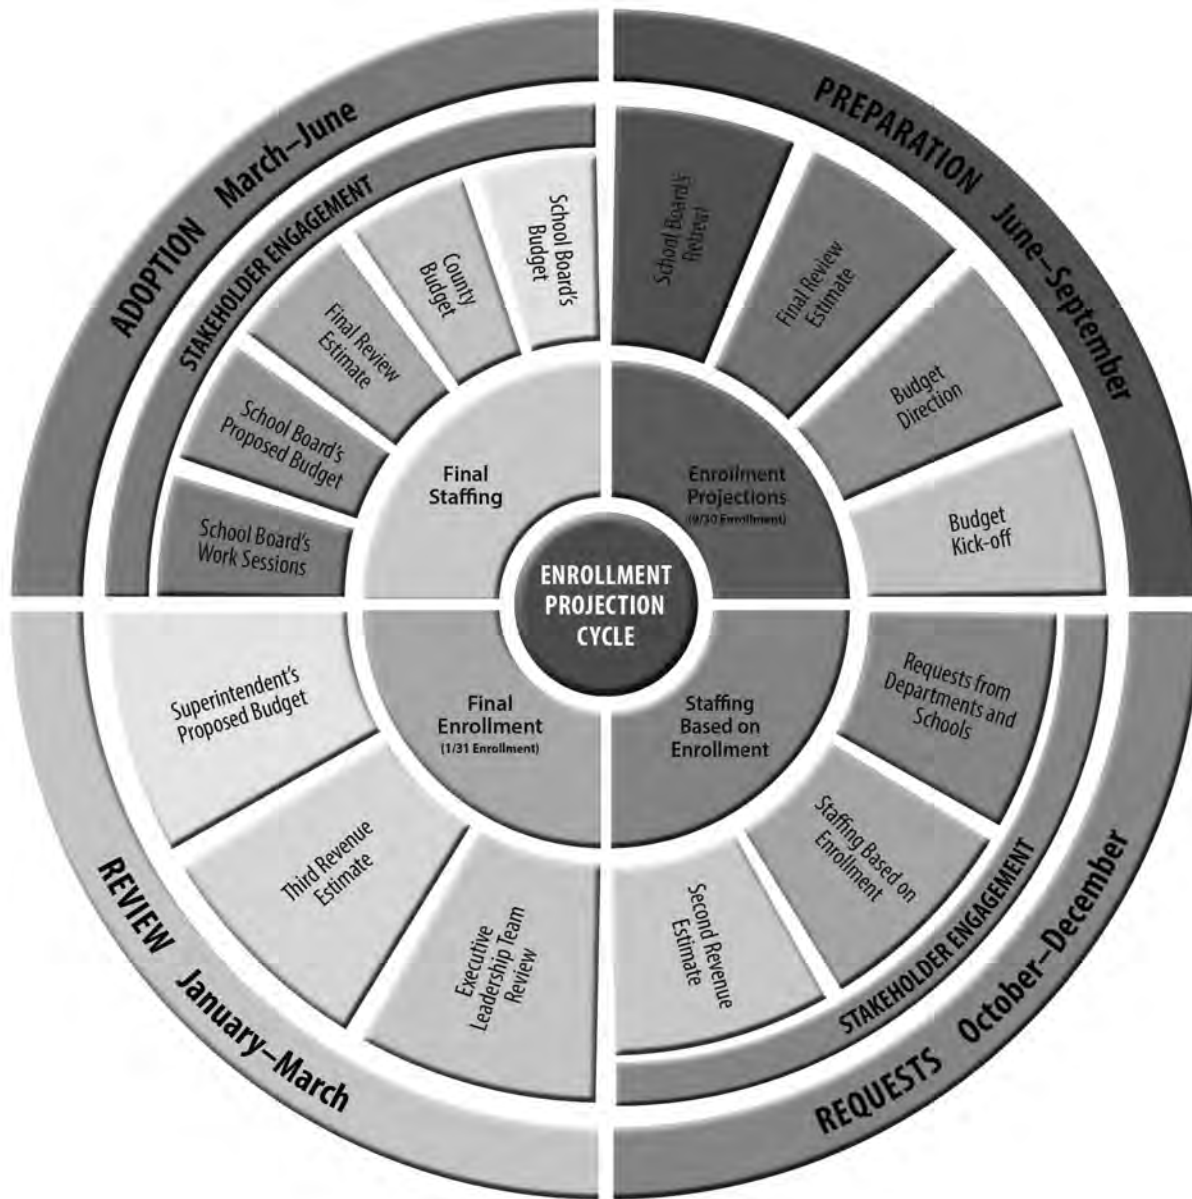 PREPARATION June–September
School Board's
Retreat
Final Review
Estimate
Budget
Direction
Budget
Kick-off
Enrollment
Projections
(9/30 Enrollment)
REQUESTS October–December
STAKEHOLDER ENGAGEMENT
Requests from
Departments and
Schools
Staffing Based on
Enrollment
Second Revenue
Estimate
Staffing
Based on
Enrollment
REVIEW January–March
Executive
Leadership Team
Review
Third Revenue
Estimate
Superintendent's
Proposed Budget
Final
Enrollment
(1/31 Enrollment)
ADOPTION March–June
STAKEHOLDER ENGAGEMENT
School Board's
Work Sessions
School Board's
Proposed Budget
Final Review
Estimate
County
Budget
School Board's
Budget
Final
Staffing
ENROLLMENT
PROJECTION
CYCLE